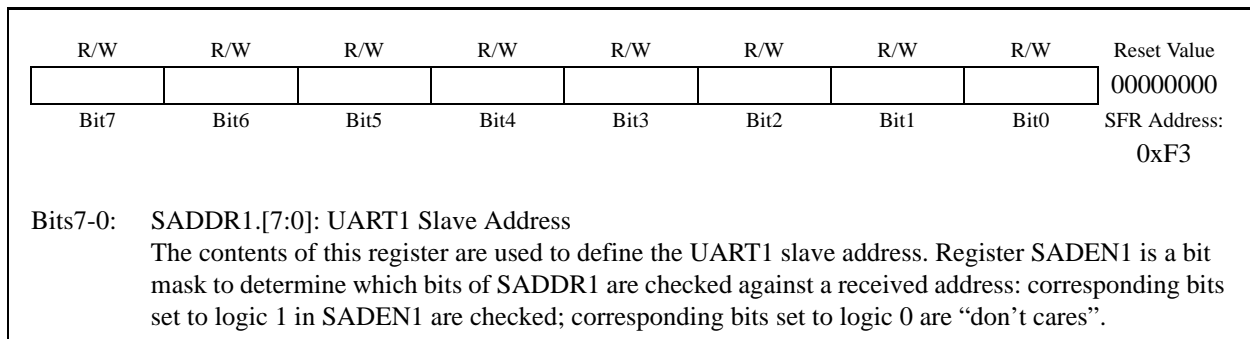 R/W R/W R/W R/W R/W R/W R/W R/W Reset Value
00000000
Bit7 Bit6 Bit5 Bit4 Bit3 Bit2 Bit1 Bit0 SFR Address:
0xF3
Bits7-0: SADDR1.[7:0]: UART1 Slave Address
The contents of this register are used to define the UART1 slave address. Register SADEN1 is a bit
mask to determine which bits of SADDR1 are checked against a received address: corresponding bits
set to logic 1 in SADEN1 are checked; corresponding bits set to logic 0 are “don’t cares”.